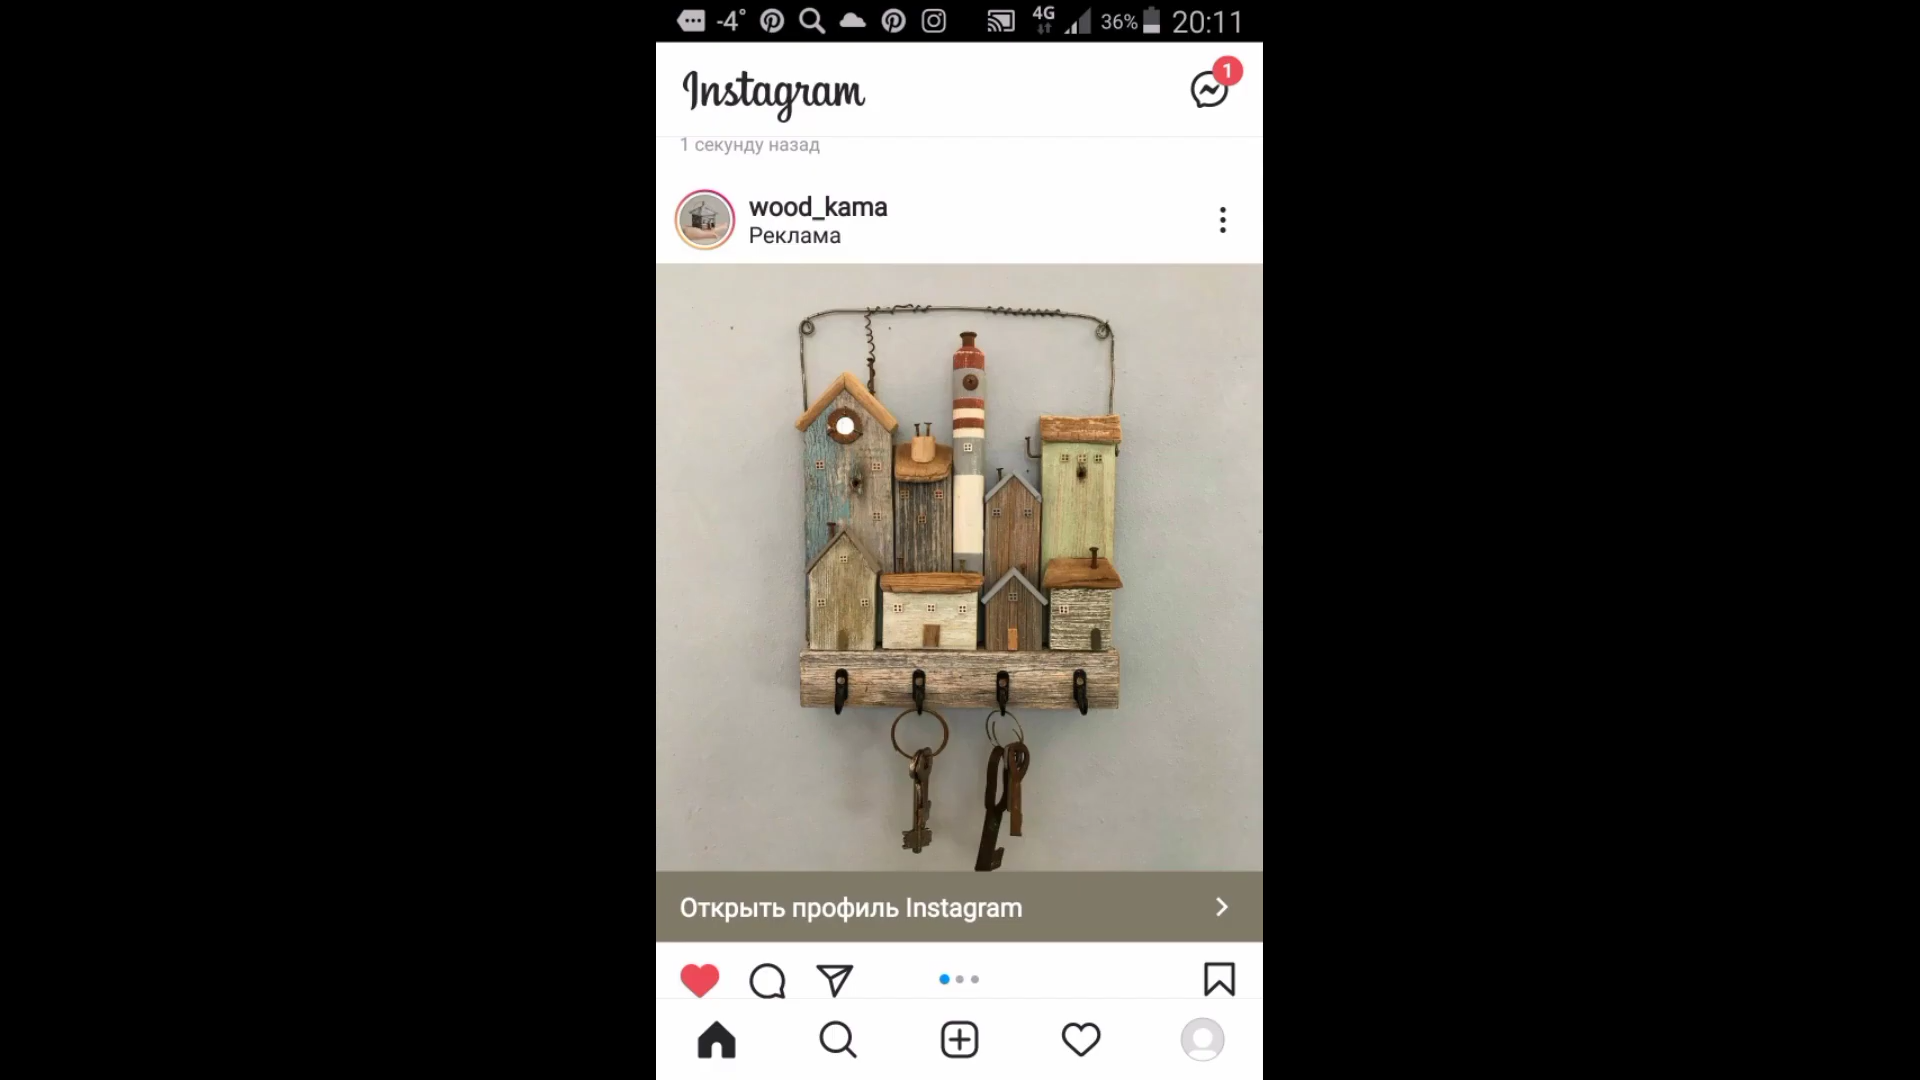 -4° 4G 36% 20:11
Instagram
1
1 секунду назад
wood_kama
Реклама
Открыть профиль Instagram